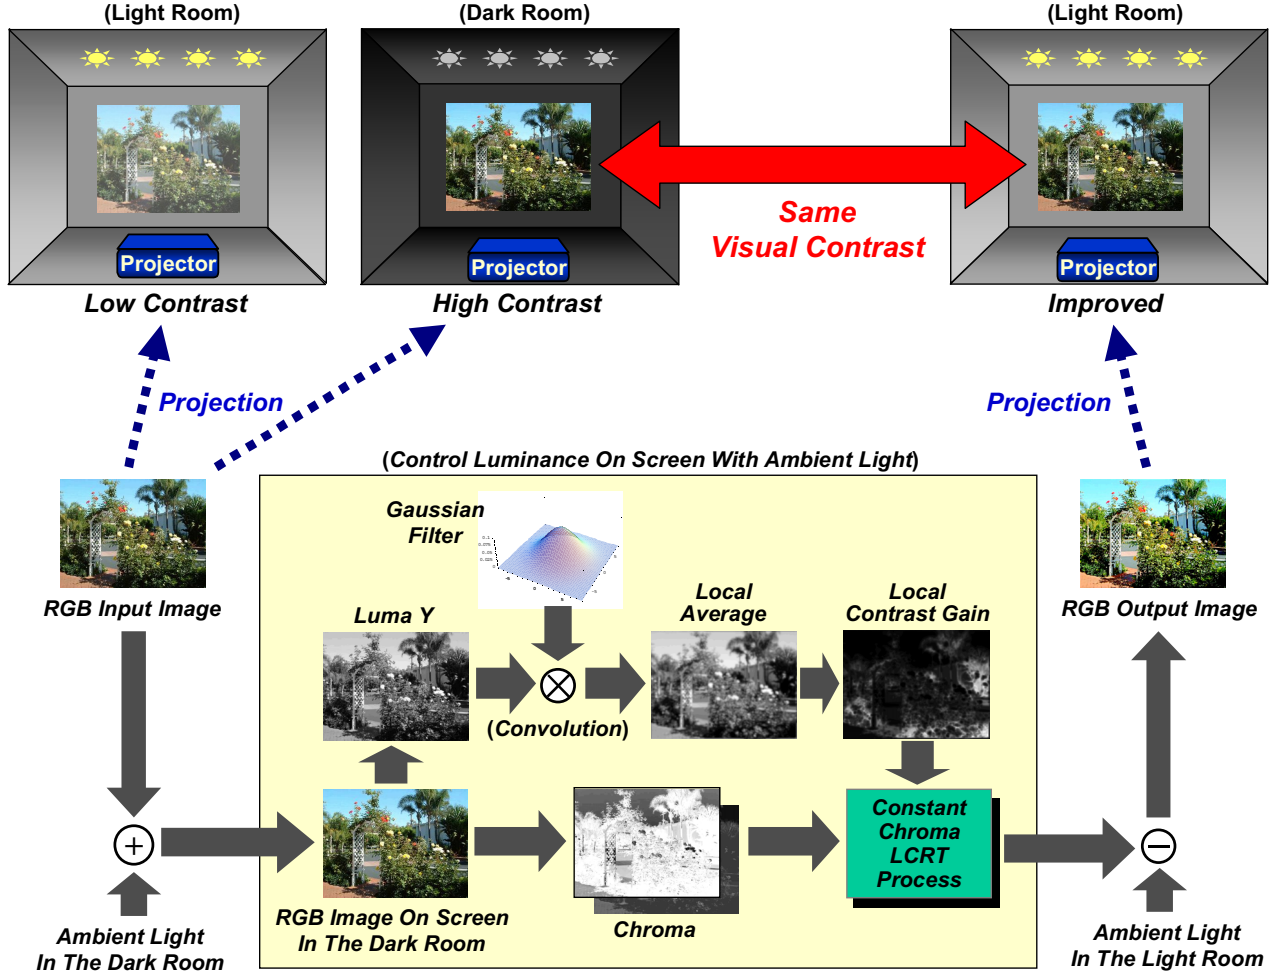 (Light Room)
(Dark Room)
(Light Room)
Projector
Projector
Projector
Same
Visual Contrast
Low Contrast
High Contrast
Improved
Projection
Projection
(Control Luminance On Screen With Ambient Light)
Gaussian
Filter
RGB Input Image
RGB Output Image
Luma Y
Local
Average
Local
Contrast Gain
(Convolution)
Constant
Chroma
LCRT
Process
RGB Image On Screen
In The Dark Room
Chroma
Ambient Light
In The Dark Room
Ambient Light
In The Light Room